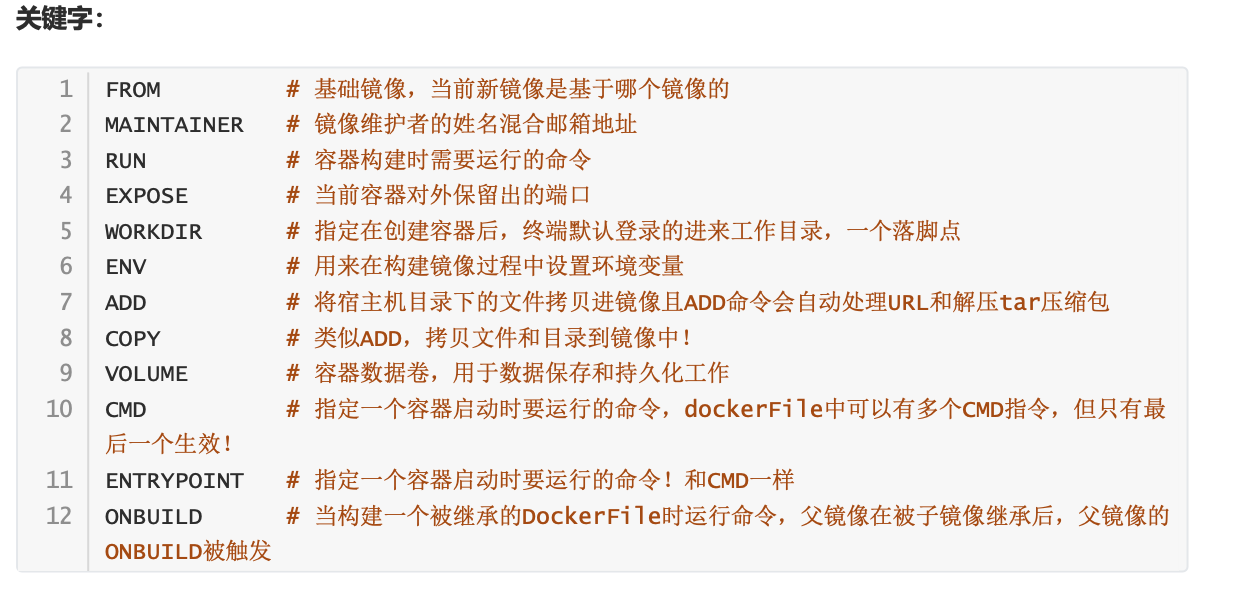 关键字：
1 FROM # 基础镜像，当前新镜像是基于哪个镜像的
2 MAINTAINER # 镜像维护者的姓名混合邮箱地址
3 RUN # 容器构建时需要运行的命令
4 EXPOSE # 当前容器对外保留出的端口
5 WORKDIR # 指定在创建容器后，终端默认登录的进来工作目录，一个落脚点
6 ENV # 用来在构建镜像过程中设置环境变量
7 ADD # 将宿主机目录下的文件拷贝进镜像且ADD命令会自动处理URL和解压tar压缩包
8 COPY # 类似ADD，拷贝文件和目录到镜像中！
9 VOLUME # 容器数据卷，用于数据保存和持久化工作
10 CMD # 指定一个容器启动时要运行的命令，dockerFile中可以有多个CMD指令，但只有最
后一个生效！
11 ENTRYPOINT # 指定一个容器启动时要运行的命令！和CMD一样
12 ONBUILD # 当构建一个被继承的DockerFile时运行命令，父镜像在被子镜像继承后，父镜像的
ONBUILD被触发